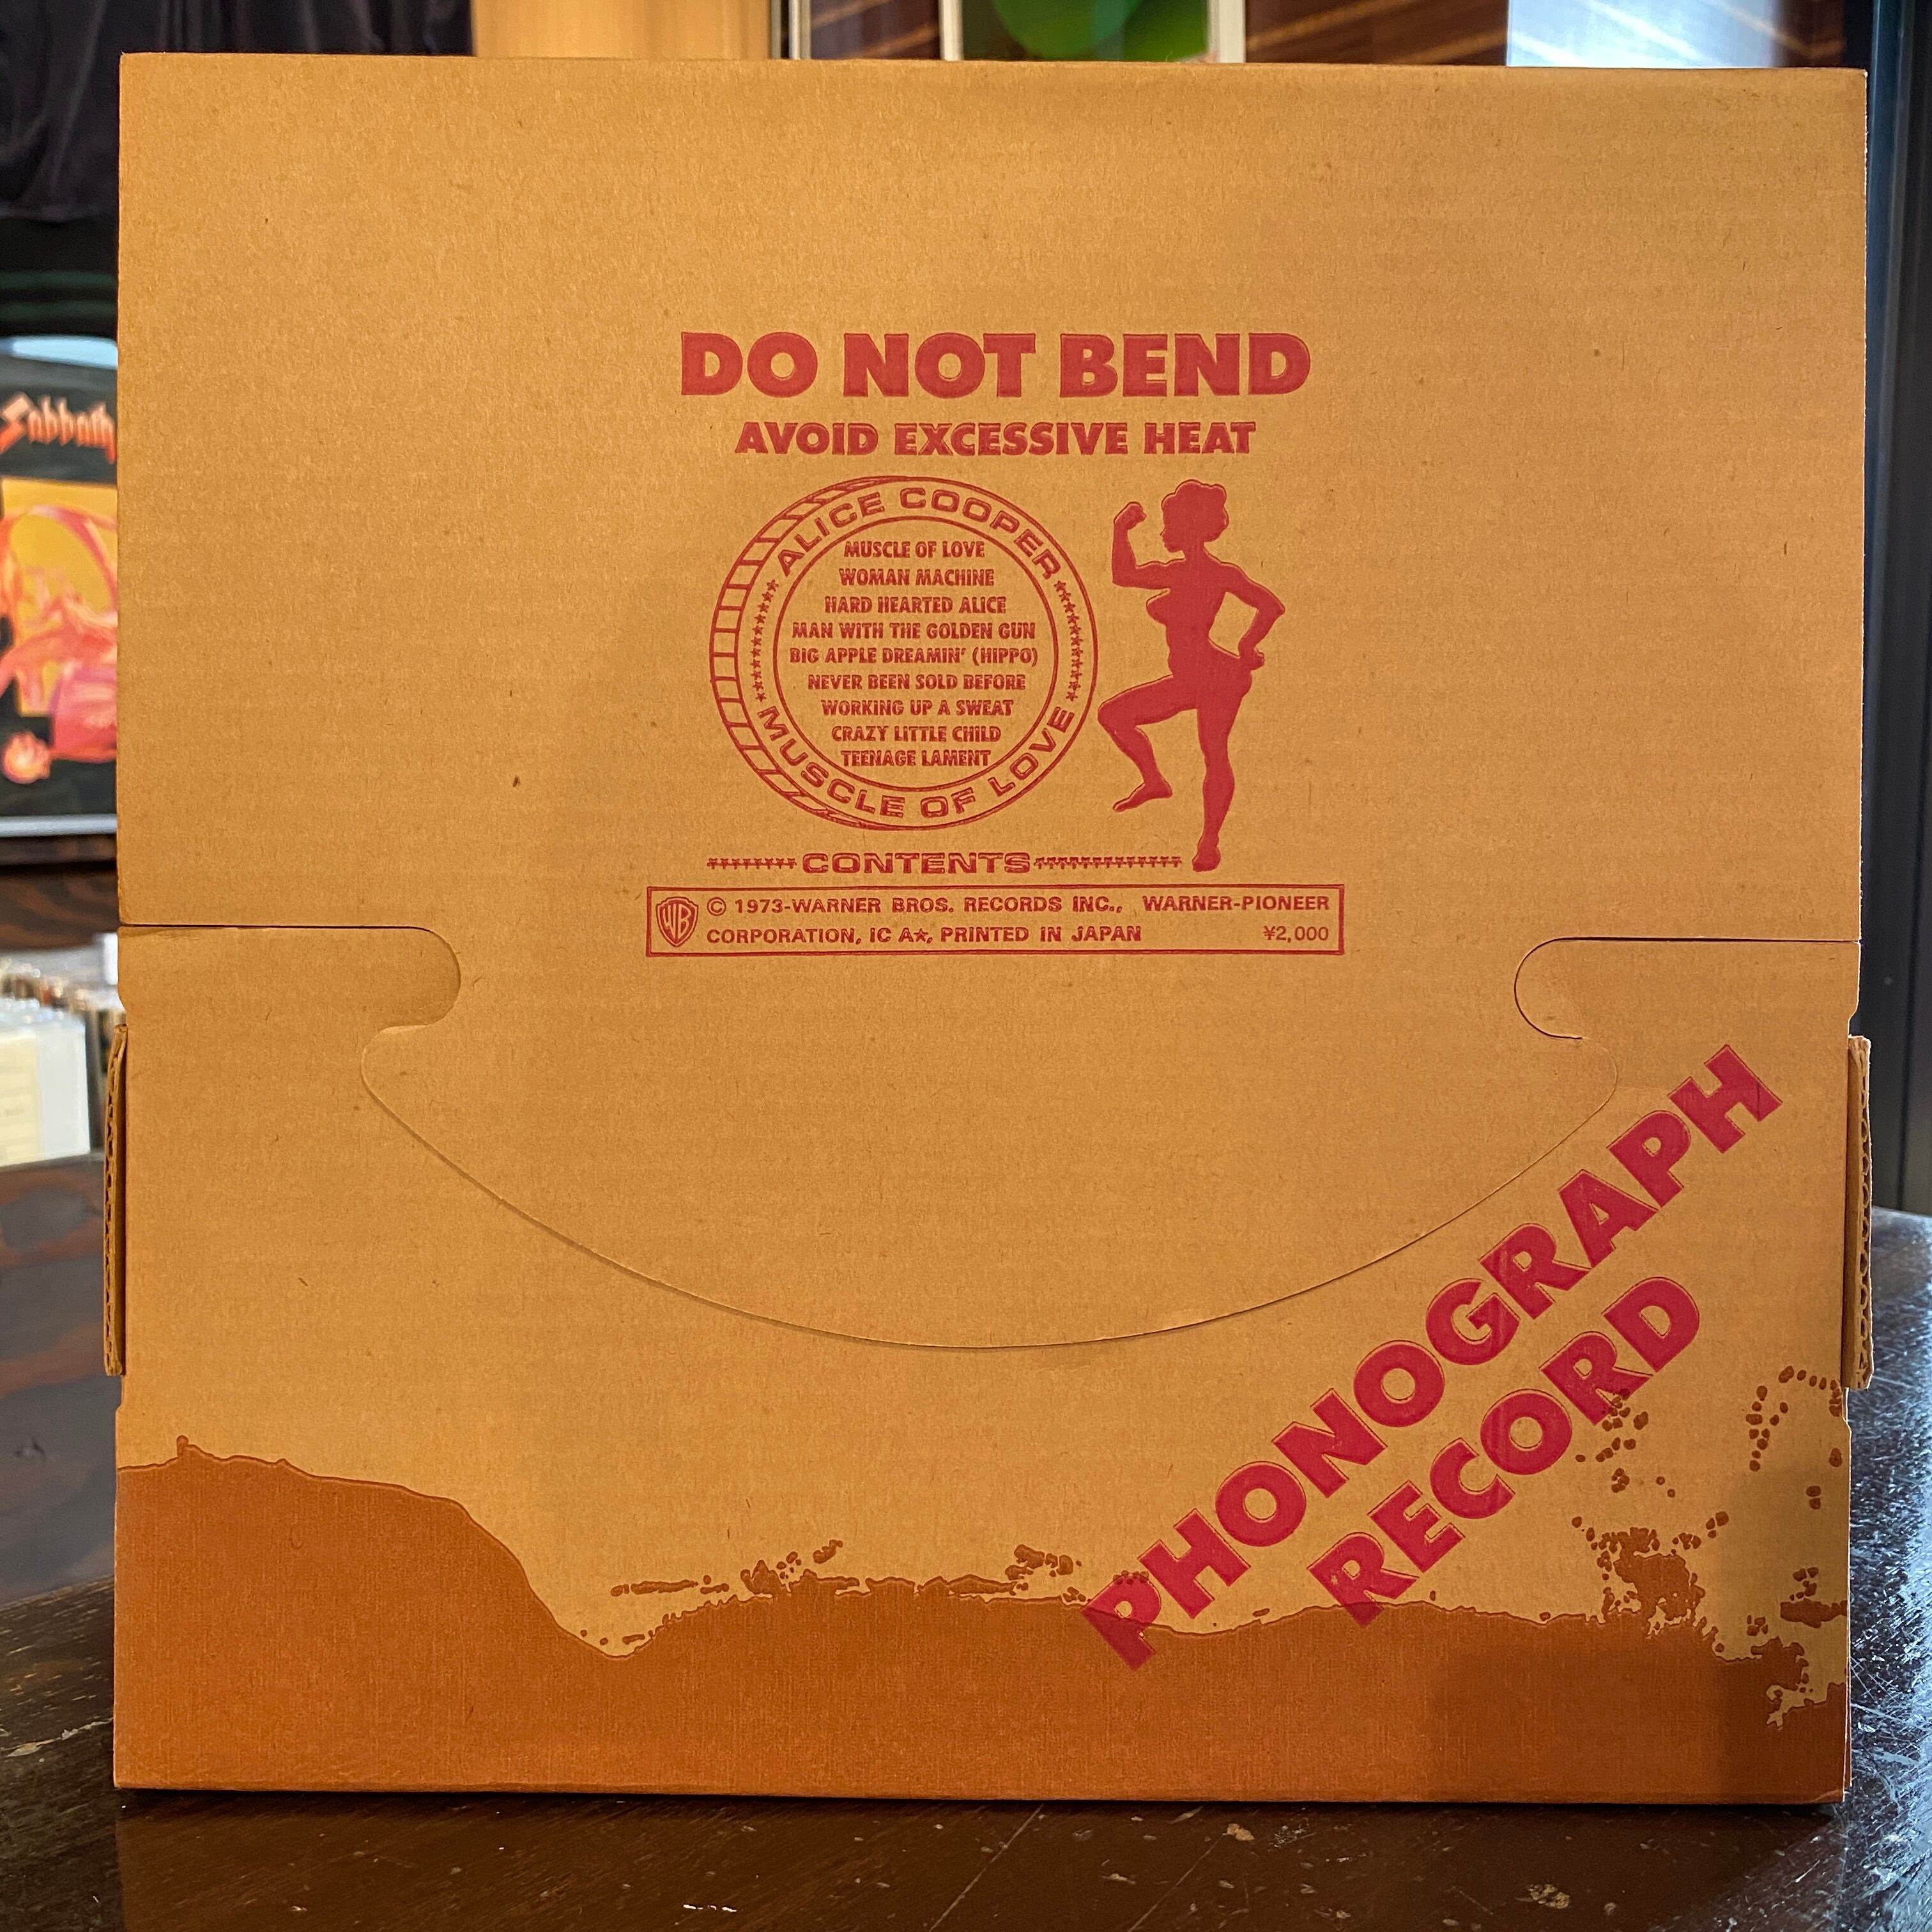 DO NOT BEND
AVOID EXCESSIVE HEAT
ALICE COOPER
MUSCLE OF LOVE
WOMAN MACHINE
HARD HEARTED ALICE
MAN WITH THE GOLDEN GUN
BIG APPLE DREAMIN' (HIPPO)
NEVER BEEN SOLD BEFORE
WORKING UP A SWEAT
CRAZY LITTLE CHILD
TEENAGE LAMENT
MUSCLE OF LOVE
CONTENTS
WB © 1973-WARNER BROS. RECORDS INC., WARNER-PIONEER
CORPORATION, IC A★, PRINTED IN JAPAN ¥2,000
PHONOGRAPH
RECORD
Sabbath